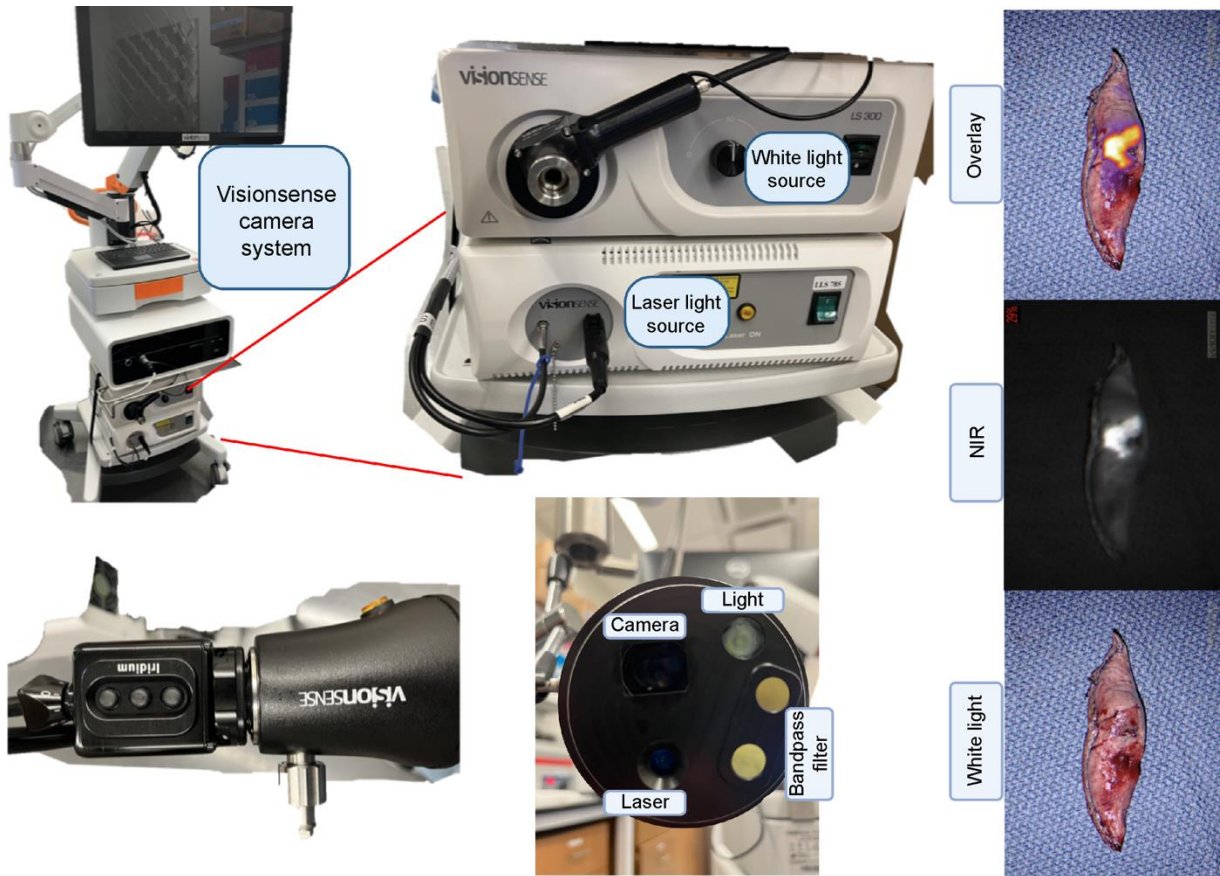 Visionsense
camera
system
visionSENSE
LS 300
White light
source
visionSENSE
LLS 785
Laser light
source
Laser ON
Iridium
visionSENSE
Light
Camera
Bandpass
filter
Laser
Overlay
29%
NIR
White light